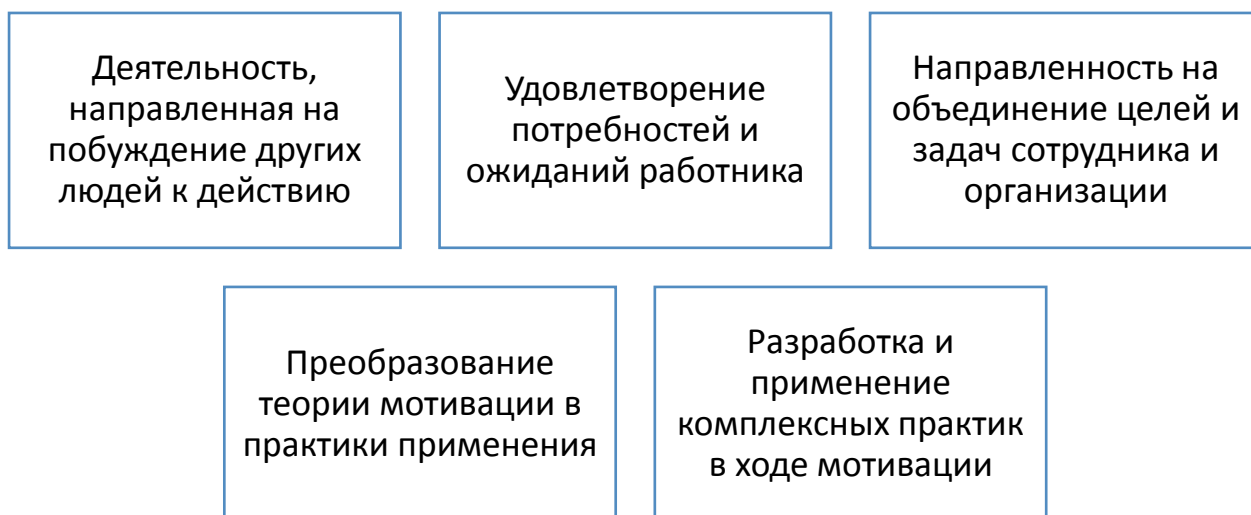 Деятельность,
направленная на
побуждение других
людей к действию
Удовлетворение
потребностей и
ожиданий работника
Направленность на
объединение целей и
задач сотрудника и
организации
Преобразование
теории мотивации в
практики применения
Разработка и
применение
комплексных практик
в ходе мотивации